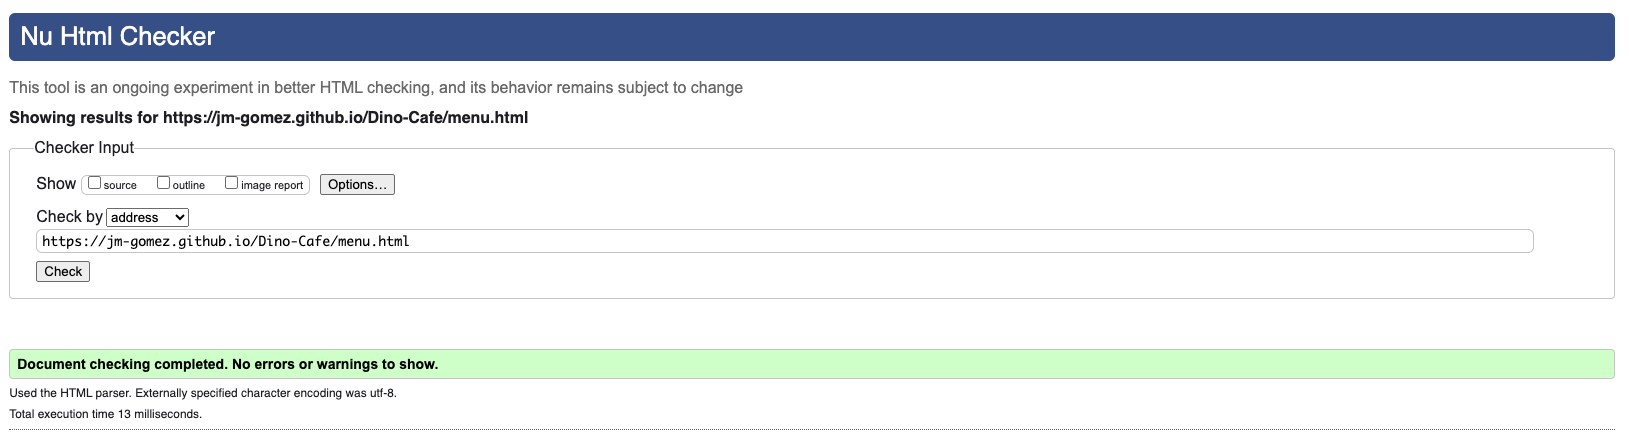 Nu Html Checker
This tool is an ongoing experiment in better HTML checking, and its behavior remains subject to change
Showing results for https://jm-gomez.github.io/Dino-Cafe/menu.html
Checker Input
Show source outline image report Options...
Check by address
https://jm-gomez.github.io/Dino-Cafe/menu.html
Check
Document checking completed. No errors or warnings to show.
Used the HTML parser. Externally specified character encoding was utf-8.
Total execution time 13 milliseconds.